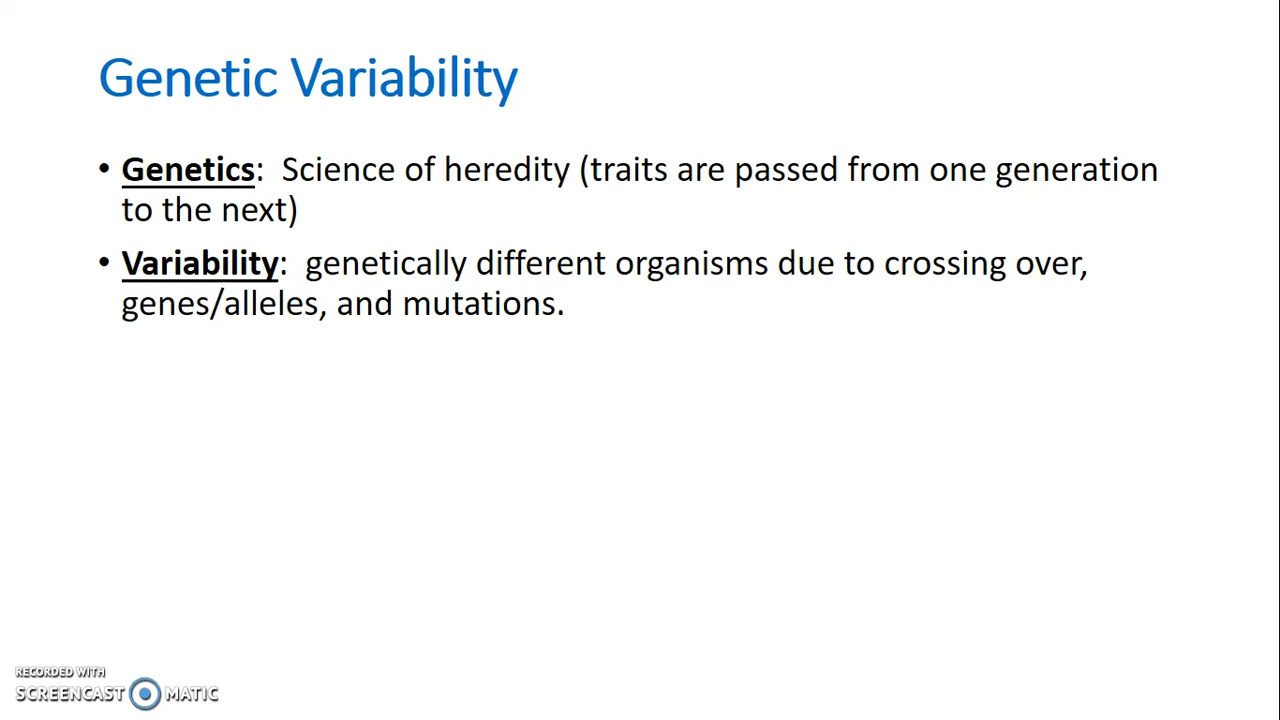 Genetic Variability
• Genetics:  Science of heredity (traits are passed from one generation
to the next)
• Variability:  genetically different organisms due to crossing over,
genes/alleles, and mutations.
RECORDED WITH
SCREENCAST MATIC